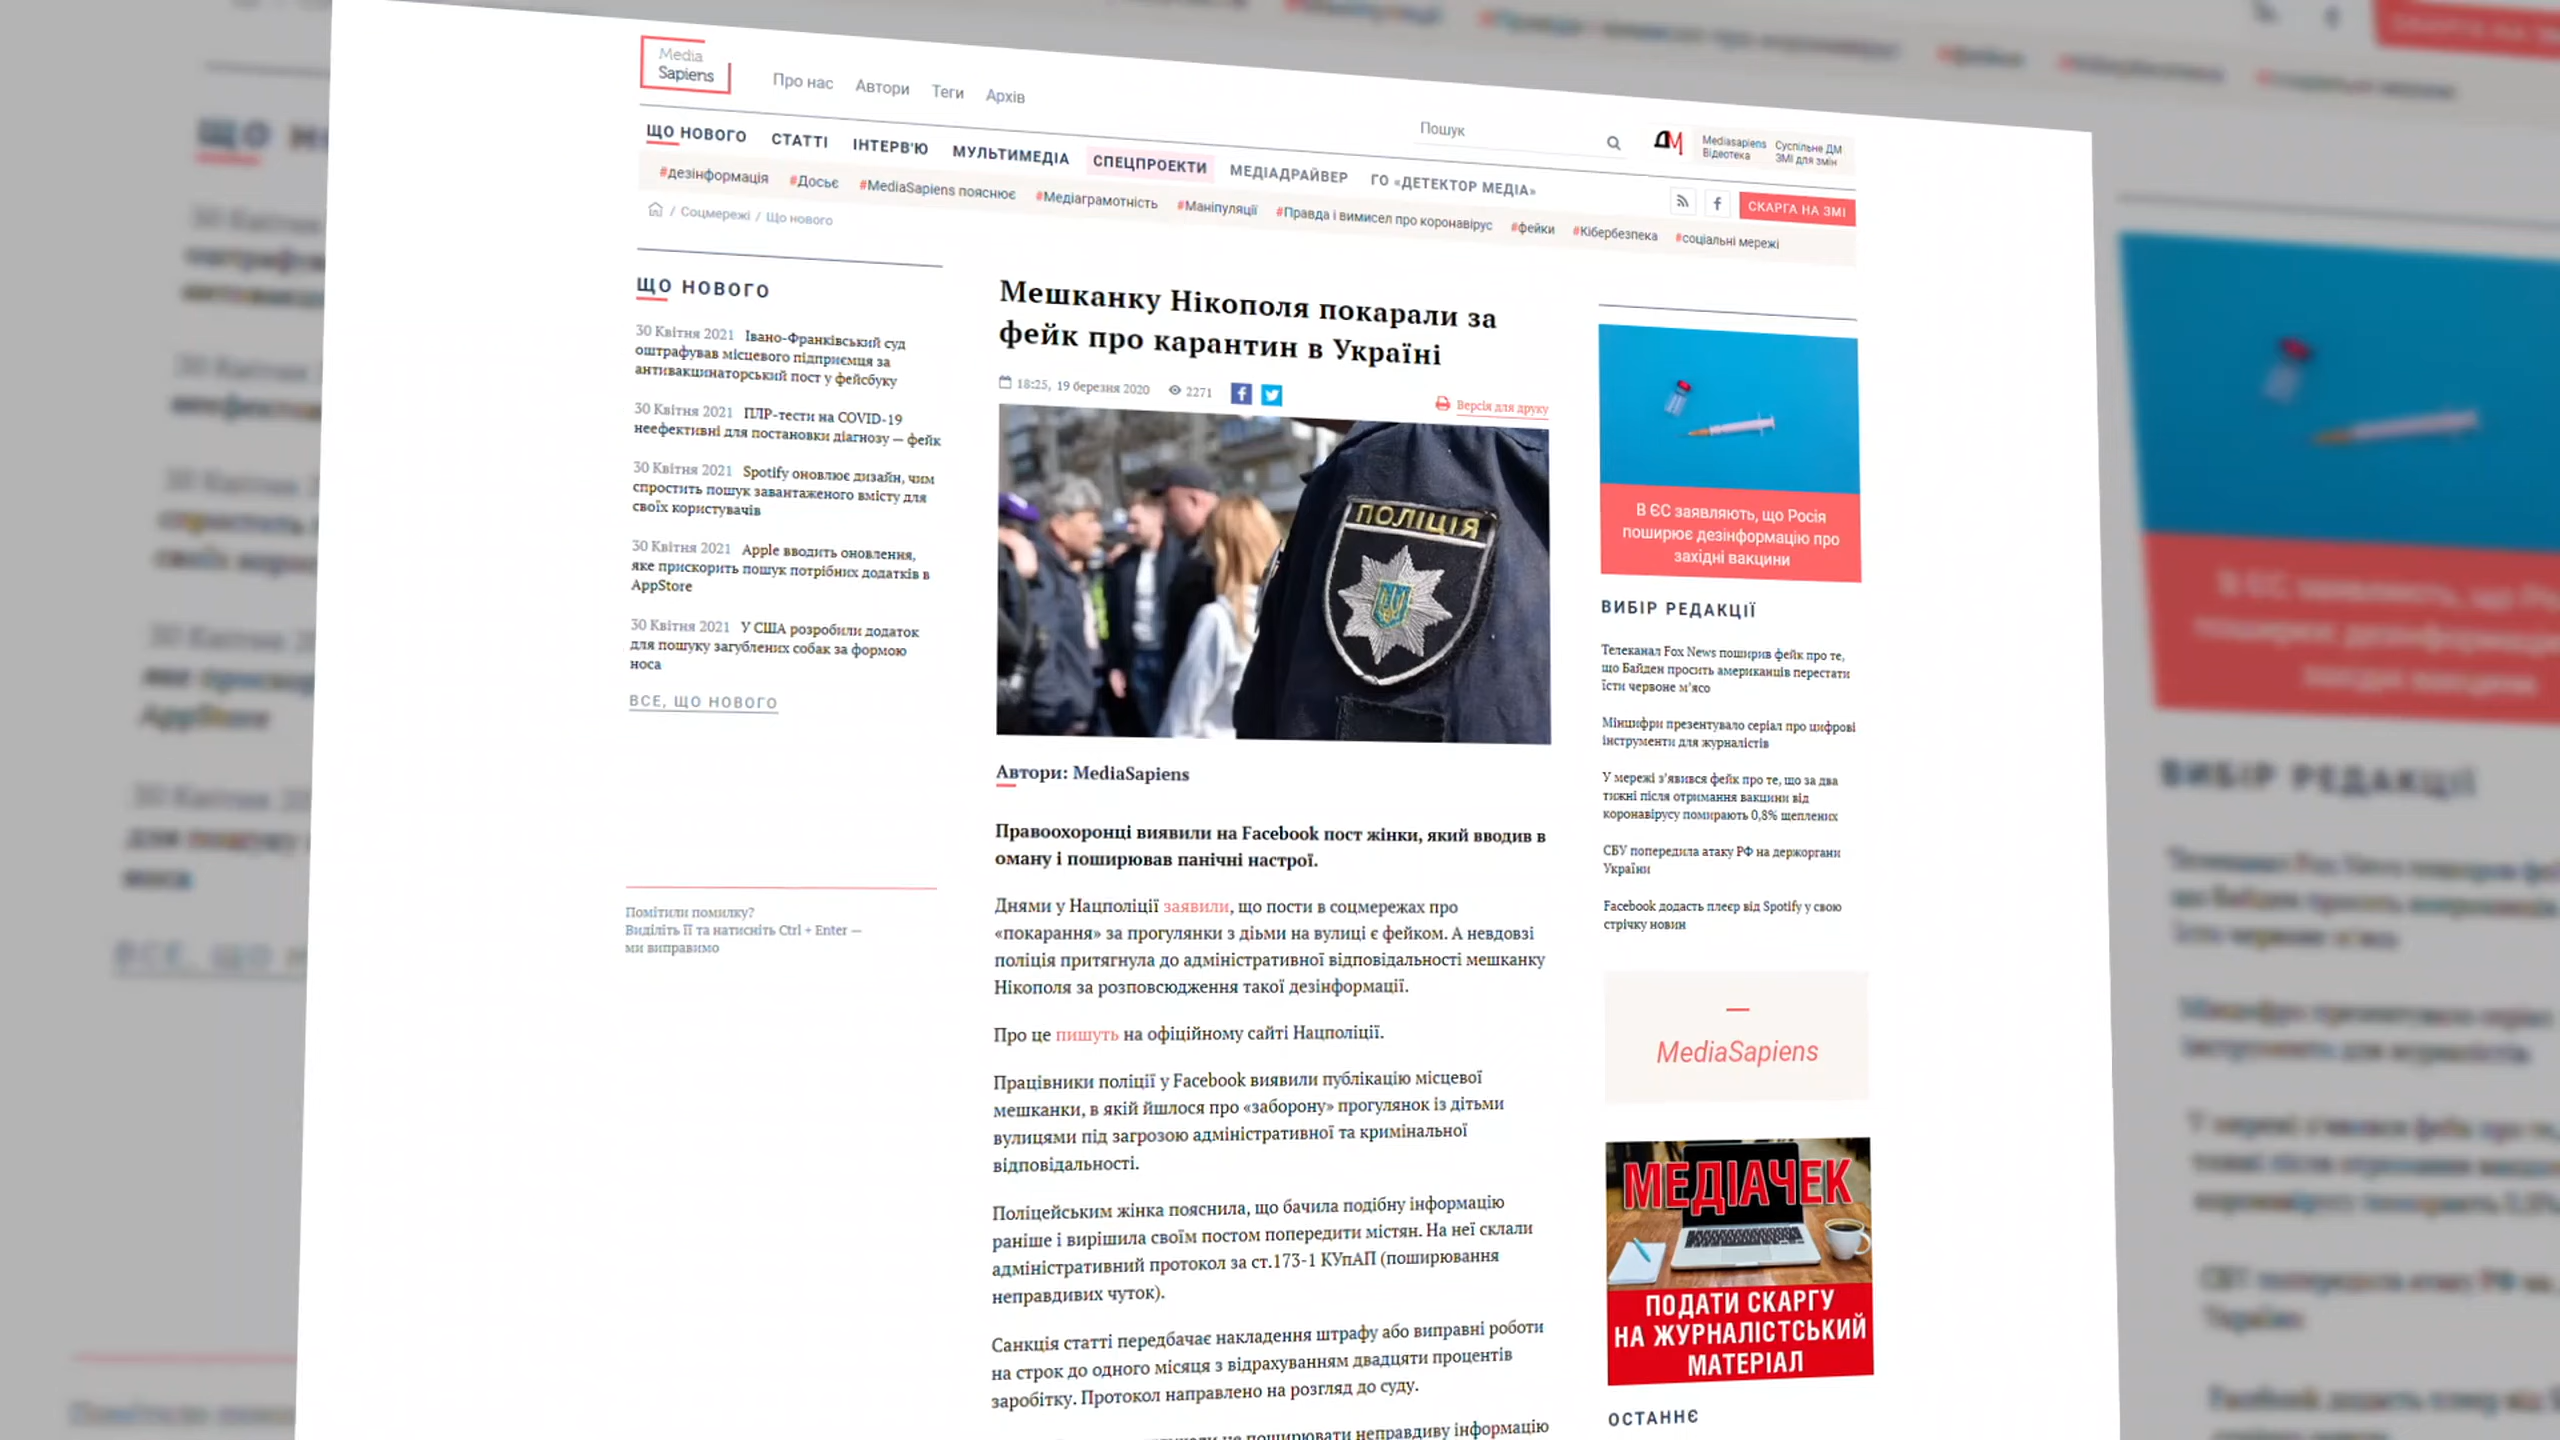 Media
Sapiens
Про нас Автори Теги Архів
Пошук
ДМ
Mediasapiens Суспільне ДМ
Відеотека ЗМІ для змін
ЩО НОВОГО СТАТТІ ІНТЕРВ'Ю МУЛЬТИМЕДІА СПЕЦПРОЕКТИ МЕДІАДРАЙВЕР ГО «ДЕТЕКТОР МЕДІА»
СКАРГА НА ЗМІ
#дезінформація #Досьє #MediaSapiens пояснює #Медіаграмотність #Маніпуляції #Правда і вимисел про коронавірус #фейки #Кібербезпека #соціальні мережі
/ Соцмережі / Що нового
ЩО НОВОГО
30 Квітня 2021 Івано-Франківський суд
оштрафував місцевого підприємця за
антивакцинаторський пост у фейсбуку
30 Квітня 2021 ПЛР-тести на COVID-19
неефективні для постановки діагнозу — фейк
30 Квітня 2021 Spotify оновлює дизайн, чим
спростить пошук завантаженого вмісту для
своїх користувачів
30 Квітня 2021 Apple вводить оновлення,
яке прискорить пошук потрібних додатків в
AppStore
30 Квітня 2021 У США розробили додаток
для пошуку загублених собак за формою
носа
ВСЕ, ЩО НОВОГО
Помітили помилку?
Виділіть її та натисніть Ctrl + Enter —
ми виправимо
Мешканку Нікополя покарали за
фейк про карантин в Україні
18:25, 19 березня 2020 2271
Версія для друку
ПОЛІЦІЯ
Автори: MediaSapiens
Правоохоронці виявили на Facebook пост жінки, який вводив в
оману і поширював панічні настрої.
Днями у Нацполіції заявили, що пости в соцмережах про
«покарання» за прогулянки з дьми на вулиці є фейком. А невдовзі
поліція притягнула до адміністративної відповідальності мешканку
Нікополя за розповсюдження такої дезінформації.
Про це пишуть на офіційному сайті Нацполіції.
Працівники поліції у Facebook виявили публікацію місцевої
мешканки, в якій йшлося про «заборону» прогулянок із дітьми
вулицями під загрозою адміністративної та кримінальної
відповідальності.
Поліцейським жінка пояснила, що бачила подібну інформацію
раніше і вирішила своїм постом попередити містян. На неї склали
адміністративний протокол за ст.173-1 КУпАП (поширювання
неправдивих чуток).
Санкція статті передбачає накладення штрафу або виправні роботи
на строк до одного місяця з відрахуванням двадцяти процентів
заробітку. Протокол направлено на розгляд до суду.
не поширювати неправдиву інформацію
В ЄС заявляють, що Росія
поширює дезінформацію про
західні вакцини
ВИБІР РЕДАКЦІЇ
Телеканал Fox News поширив фейк про те,
що Байден просить американців перестати
їсти червоне м'ясо
Мінцифри презентувало серіал про цифрові
інструменти для журналістів
У мережі з'явився фейк про те, що за два
тижні після отримання вакцини від
коронавірусу помирають 0,8% щеплених
СБУ попередила атаку РФ на держоргани
України
Facebook додасть плеєр від Spotify у свою
стрічку новин
MediaSapiens
МЕДІАЧЕК
ПОДАТИ СКАРГУ
НА ЖУРНАЛІСТСЬКИЙ
МАТЕРІАЛ
ОСТАННЄ